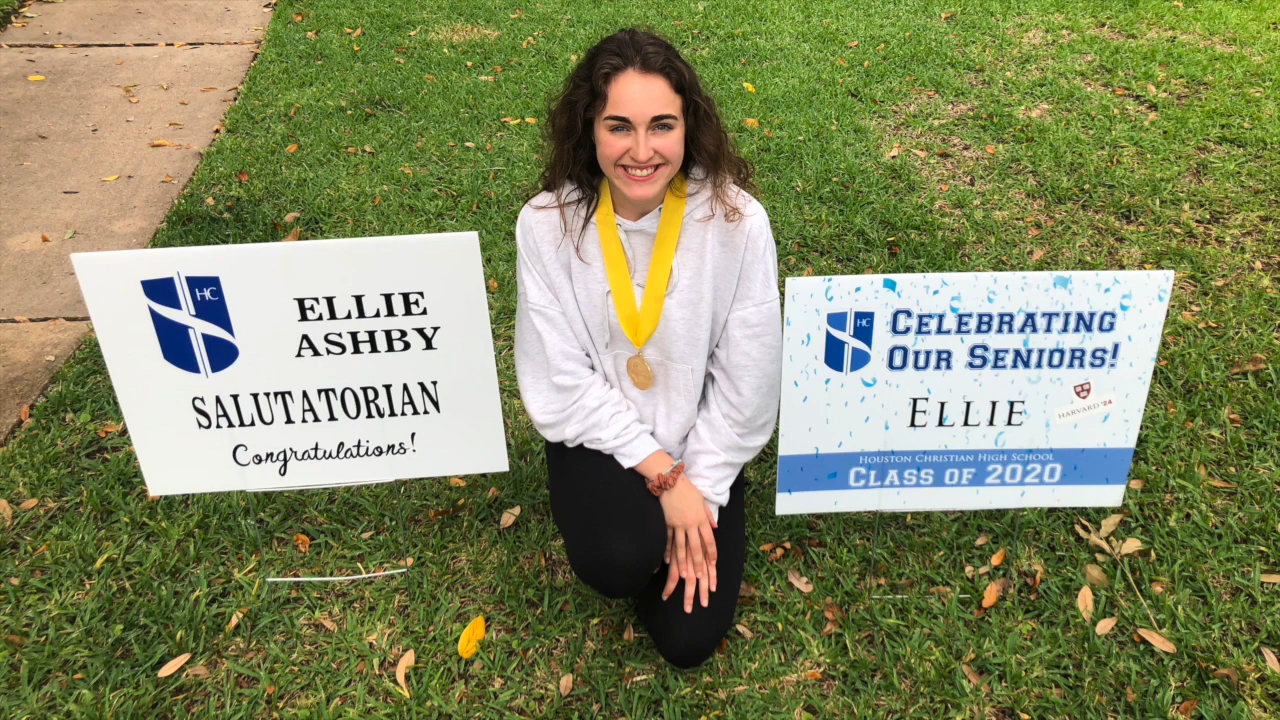 HC
ELLIE
ASHBY
SALUTATORIAN
Congratulations!
HC
CELEBRATING
OUR SENIORS!
ELLIE
HARVARD '24
HOUSTON CHRISTIAN HIGH SCHOOL
CLASS OF 2020